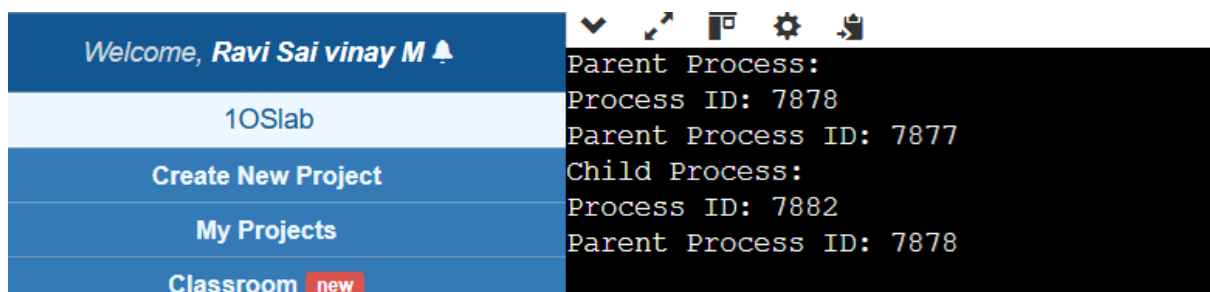 Welcome, Ravi Sai vinay M
1OSlab
Create New Project
My Projects
Classroom new
Parent Process:
Process ID: 7878
Parent Process ID: 7877
Child Process:
Process ID: 7882
Parent Process ID: 7878